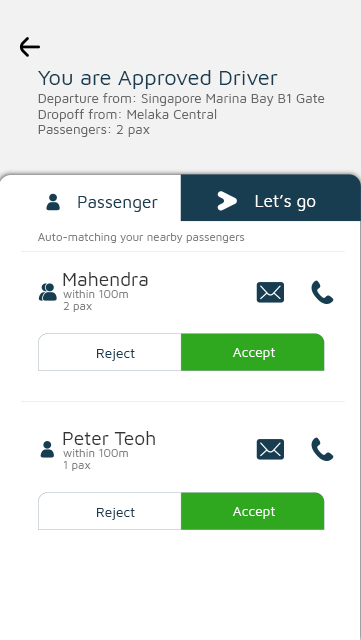 You are Approved Driver
Departure from: Singapore Marina Bay B1 Gate
Dropoff from: Melaka Central
Passengers: 2 pax
Passenger
Let's go
Auto-matching your nearby passengers
Mahendra
within 100m
2 pax
Reject
Accept
Peter Teoh
within 100m
1 pax
Reject
Accept